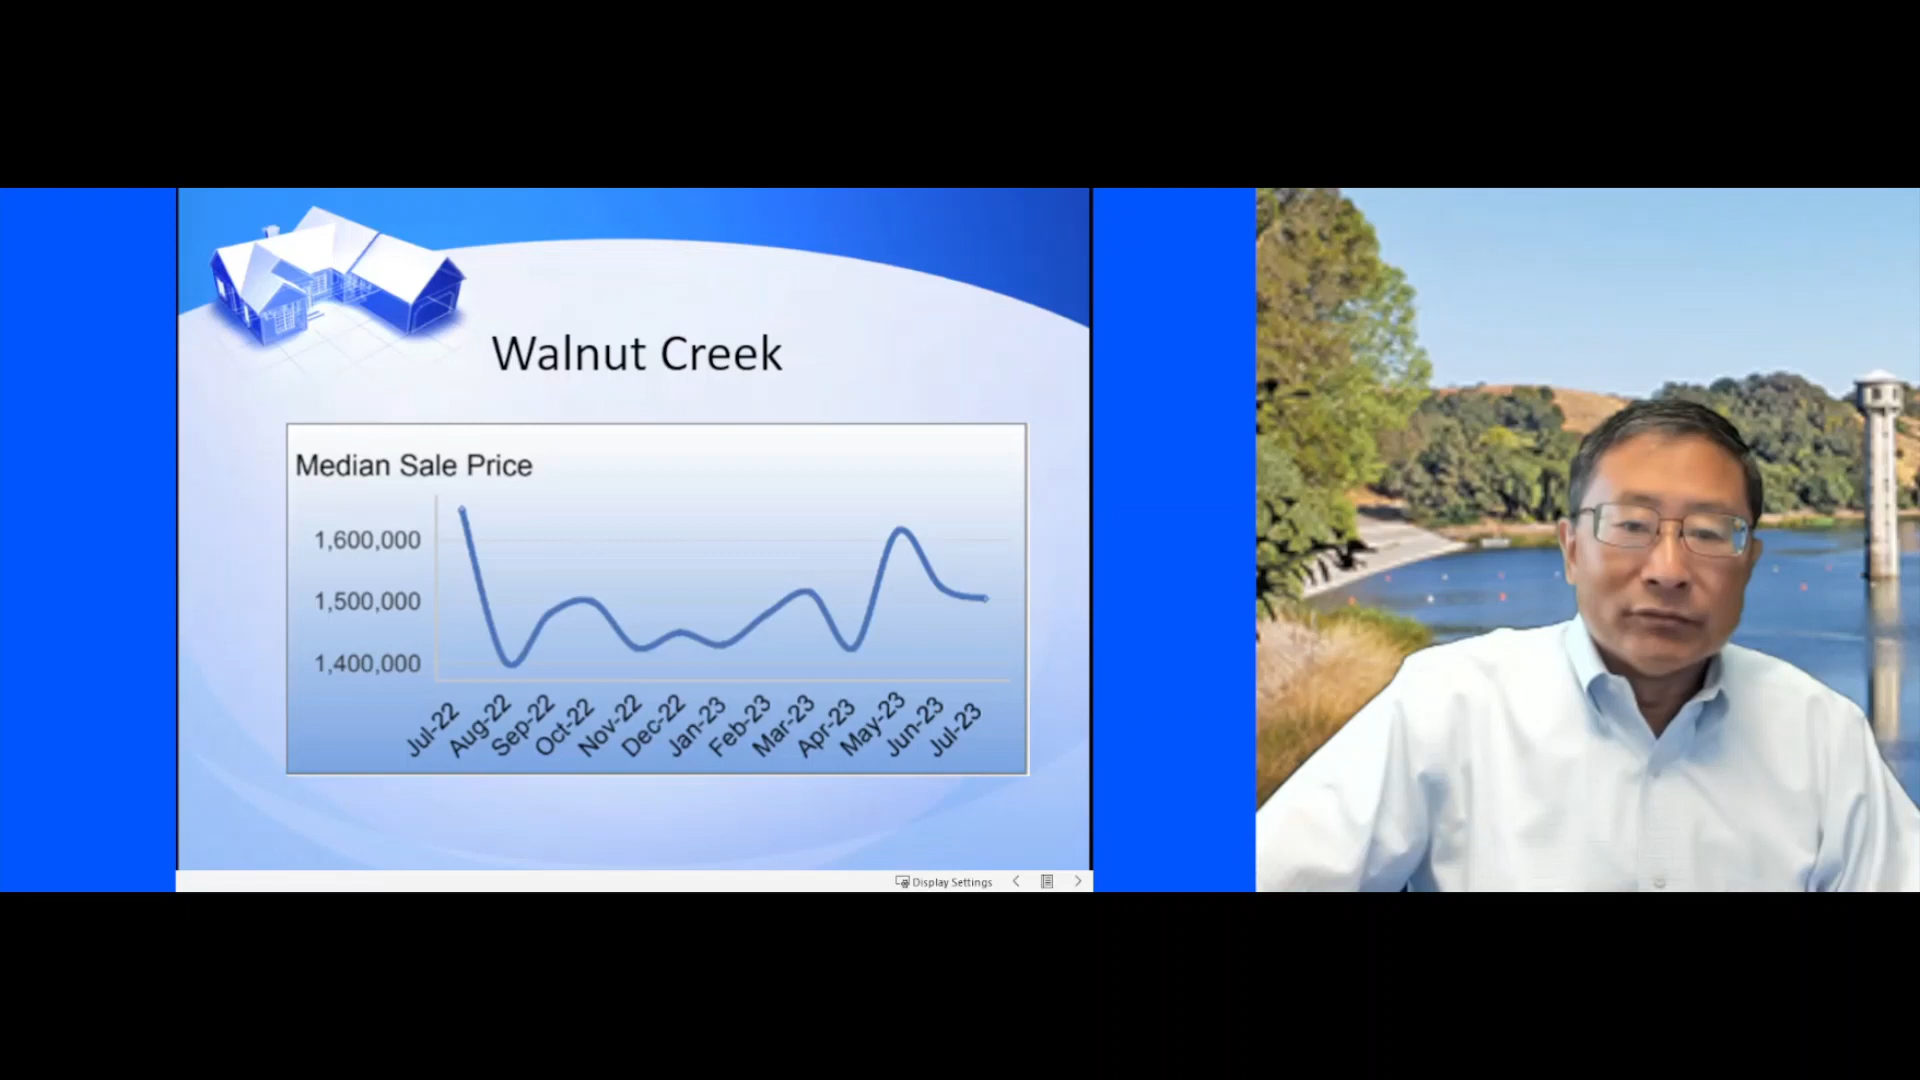 Walnut Creek
Median Sale Price
1,600,000
1,500,000
1,400,000
Jul-22
Aug-22
Sep-22
Oct-22
Nov-22
Dec-22
Jan-23
Feb-23
Mar-23
Apr-23
May-23
Jun-23
Jul-23
Display Settings